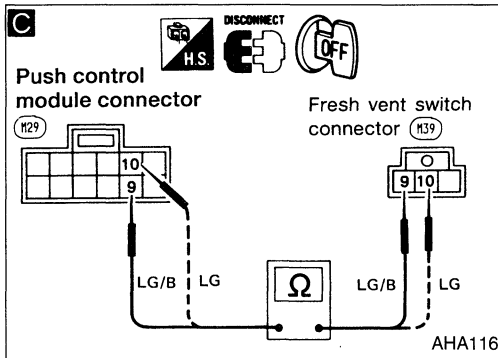 C
DISCONNECT
H.S.
OFF
Push control
module connector
M29
Fresh vent switch
connector M39
10
9
9 10
LG/B LG
Ω
LG/B LG
AHA116